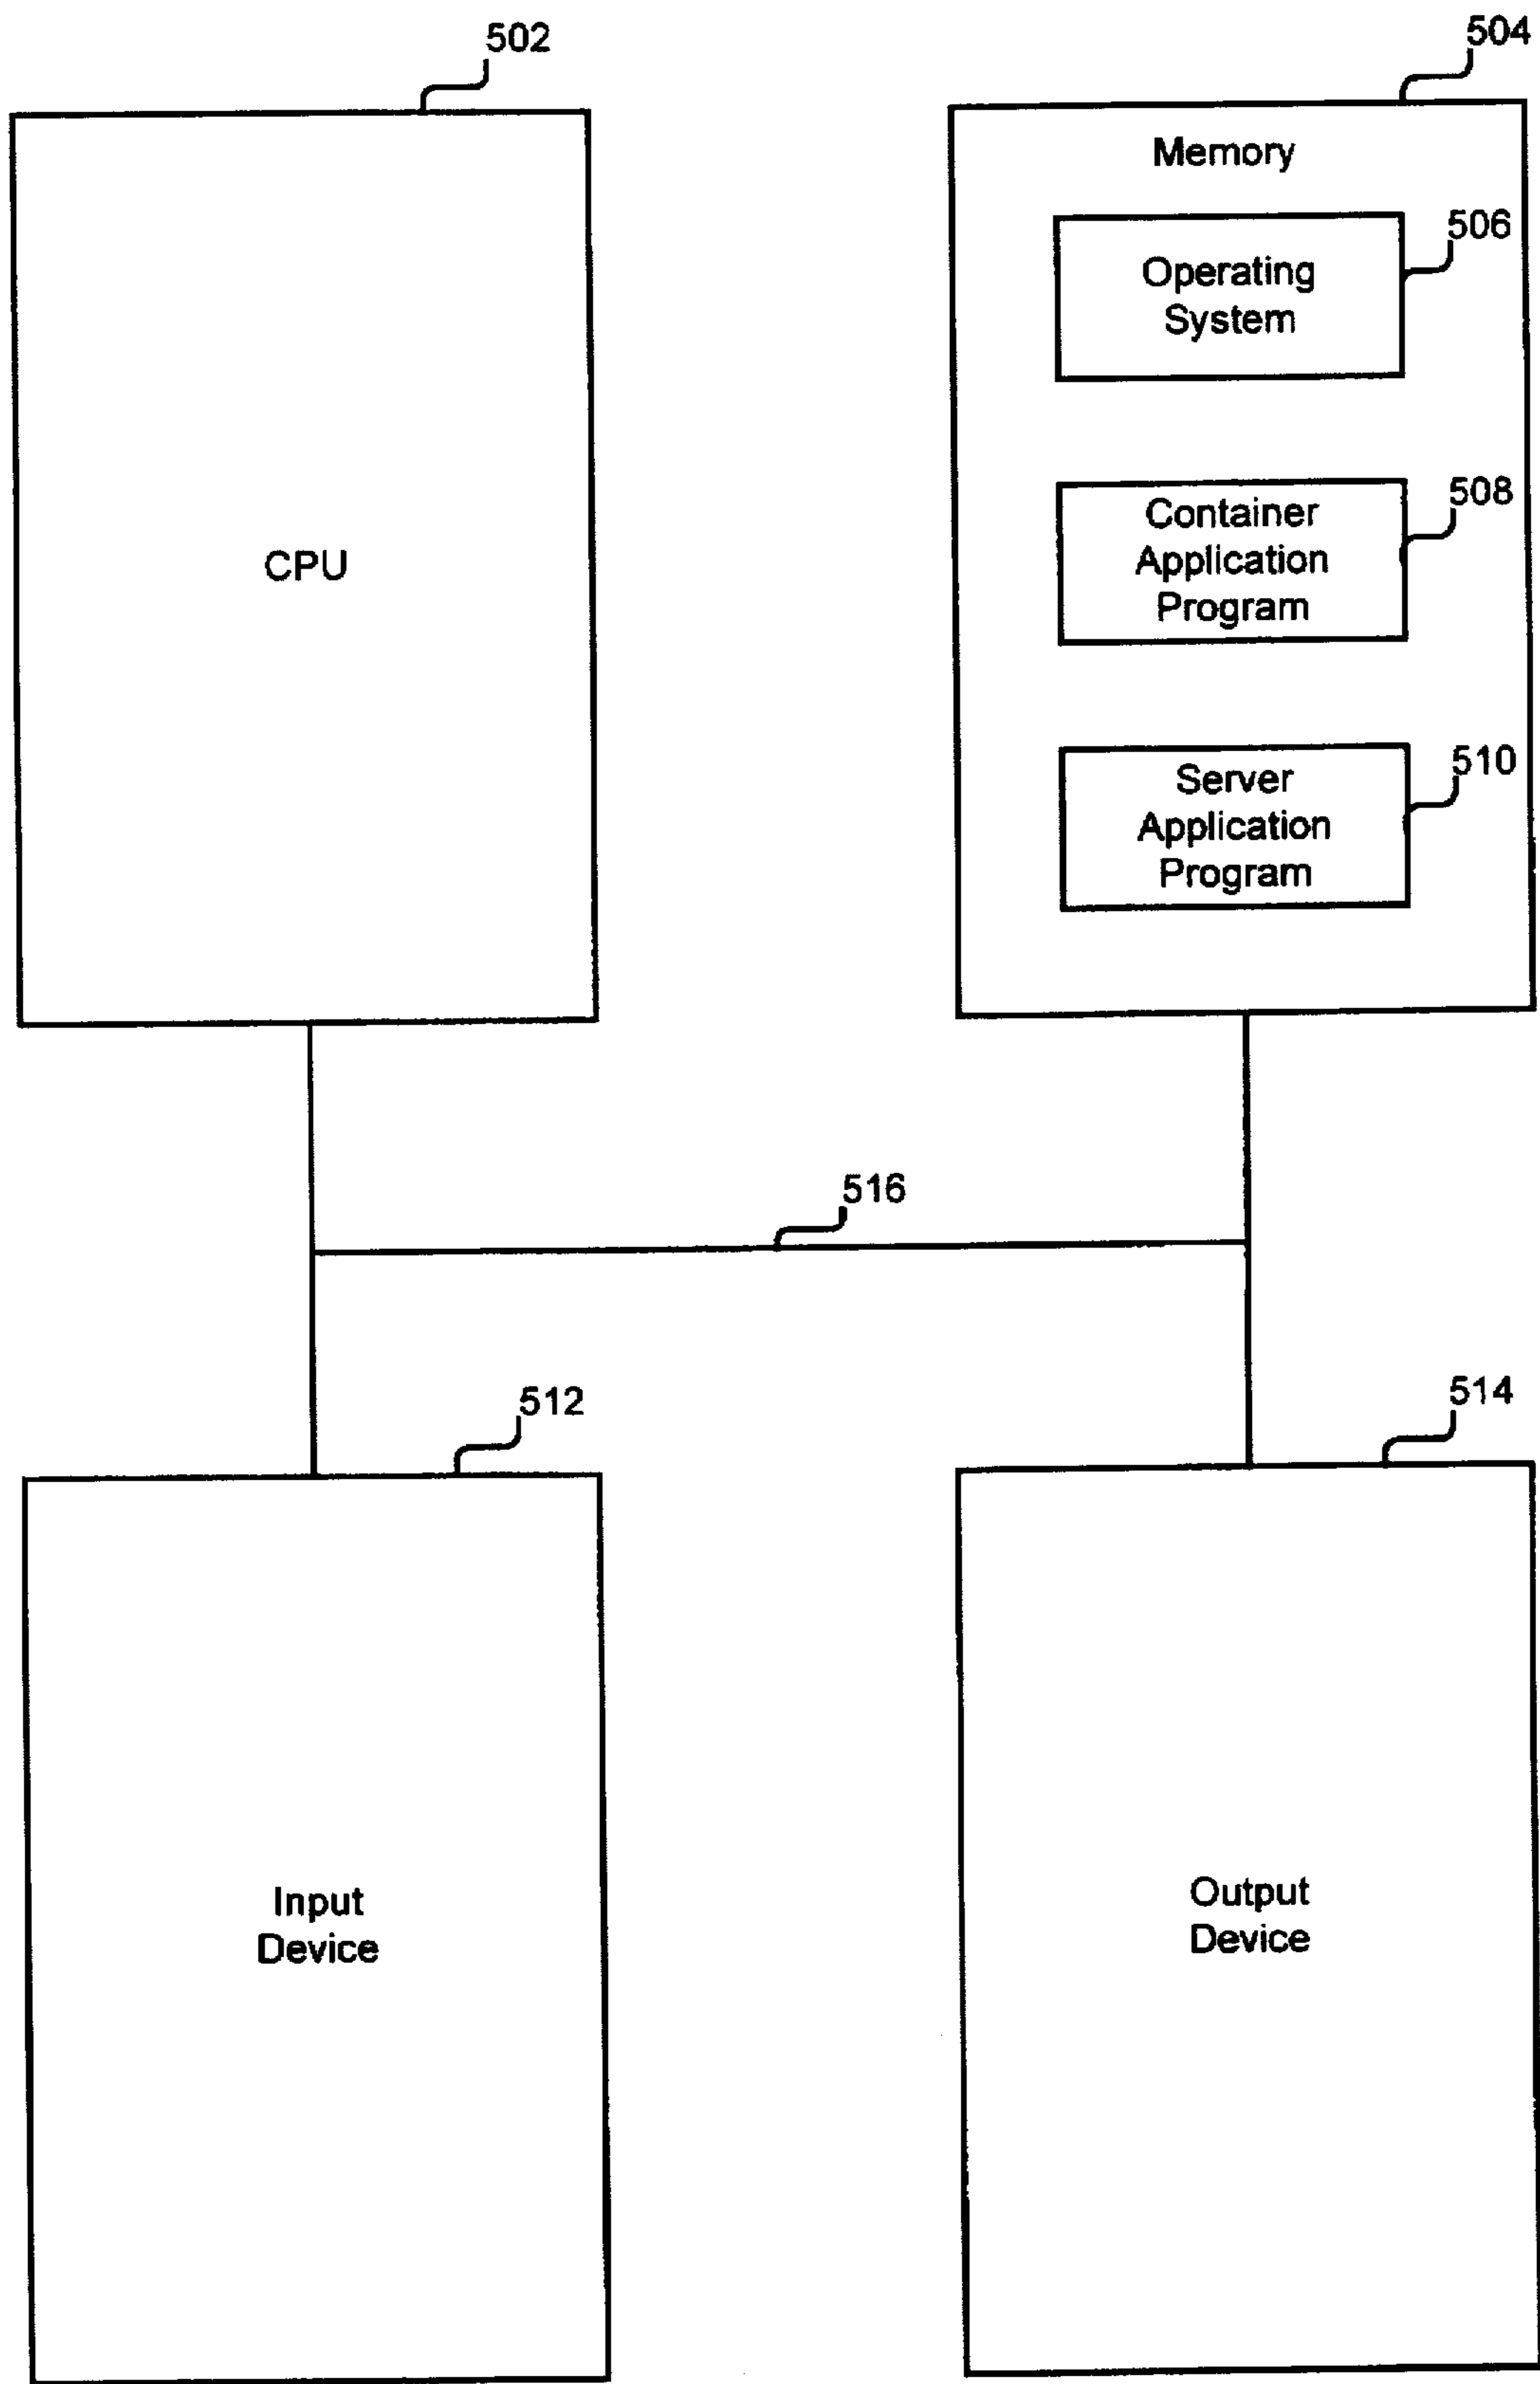 502
504
Memory
506
Operating
System
508
Container
Application
Program
CPU
510
Server
Application
Program
516
512
514
Input
Device
Output
Device